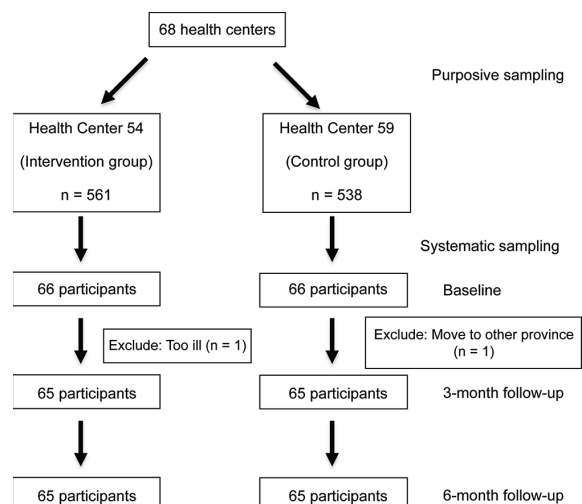 68 health centers
Purposive sampling
Health Center 54
(Intervention group)
n = 561
Health Center 59
(Control group)
n = 538
Systematic sampling
66 participants
66 participants
Baseline
Exclude: Too ill (n = 1)
Exclude: Move to other province
(n = 1)
65 participants
65 participants
3-month follow-up
65 participants
65 participants
6-month follow-up